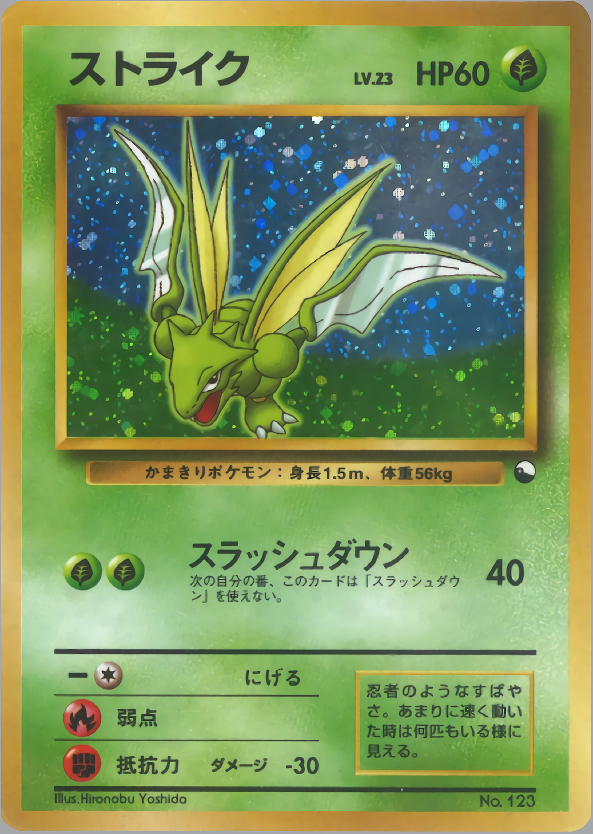 ストライク LV.23 HP60
かまきりポケモン：身長1.5m、体重56kg
スラッシュダウン 40
次の自分の番、このカードは「スラッシュダウ
ン」を使えない。
ー にげる
弱点
抵抗力 ダメージ -30
忍者のようなすばや
さ。あまりに速く動い
た時は何匹もいる様に
見える。
Illus.Hironobu Yoshida
No. 123